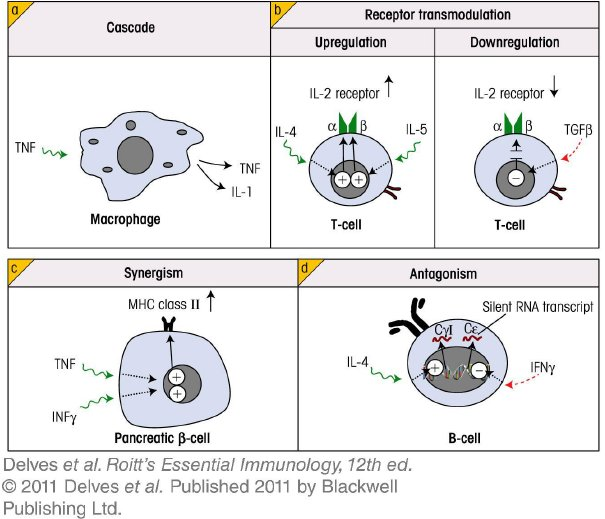 a
Cascade
TNF
TNF
IL-1
Macrophage
b
Receptor transmodulation
Upregulation
IL-2 receptor
α β
IL-4
IL-5
+ +
T-cell
Downregulation
IL-2 receptor
α β
TGFβ
−
T-cell
c
Synergism
MHC class II
TNF
INFγ
+
+
Pancreatic β-cell
d
Antagonism
Silent RNA transcript
CγI Cε
IL-4
IFNγ
+ −
B-cell
Delves et al. Roitt's Essential Immunology, 12th ed.
© 2011 Delves et al. Published 2011 by Blackwell
Publishing Ltd.